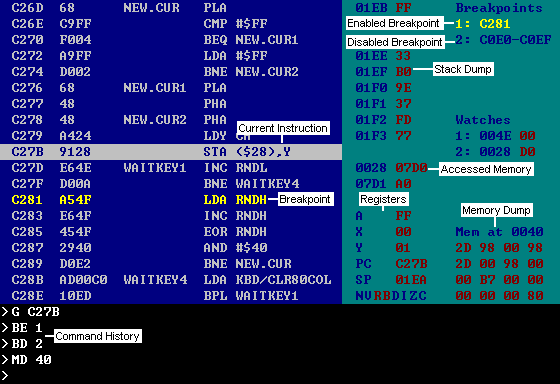 C26D 68 NEW.CUR PLA
C26E C9FF CMP #$FF
C270 F004 BEQ NEW.CUR1
C272 A9FF LDA #$FF
C274 D002 BNE NEW.CUR2
C276 68 NEW.CUR1 PLA
C277 48 PHA
C278 48 NEW.CUR2 PHA
C279 A424 LDY CH
Current Instruction
C27B 9128 STA ($28),Y
C27D E64E WAITKEY1 INC RNDL
C27F D00A BNE WAITKEY4
C281 A54F LDA RNDH
Breakpoint
C283 E64F INC RNDH
C285 454F EOR RNDH
C287 2940 AND #$40
C289 D0E2 BNE NEW.CUR
C28B AD00C0 WAITKEY4 LDA KBD/CLR80COL
C28E 10ED BPL WAITKEY1
01EB FF
Enabled Breakpoint
Disabled Breakpoint
01EE 33
01EF B0
Stack Dump
01F0 9E
01F1 37
01F2 FD
01F3 77
0028 07D0
Accessed Memory
07D1 A0
Registers
A FF
X 00
Y 01
PC C27B
SP 01EA
NVRBDIZC
Breakpoints
1: C281
2: C0E0-C0EF
Watches
1: 004E 00
2: 0028 D0
Memory Dump
Mem at 0040
2D 98 00 98
2D 00 98 00
00 B7 00 00
00 00 00 80
>G C27B
>BE 1
Command History
>BD 2
>MD 40
>